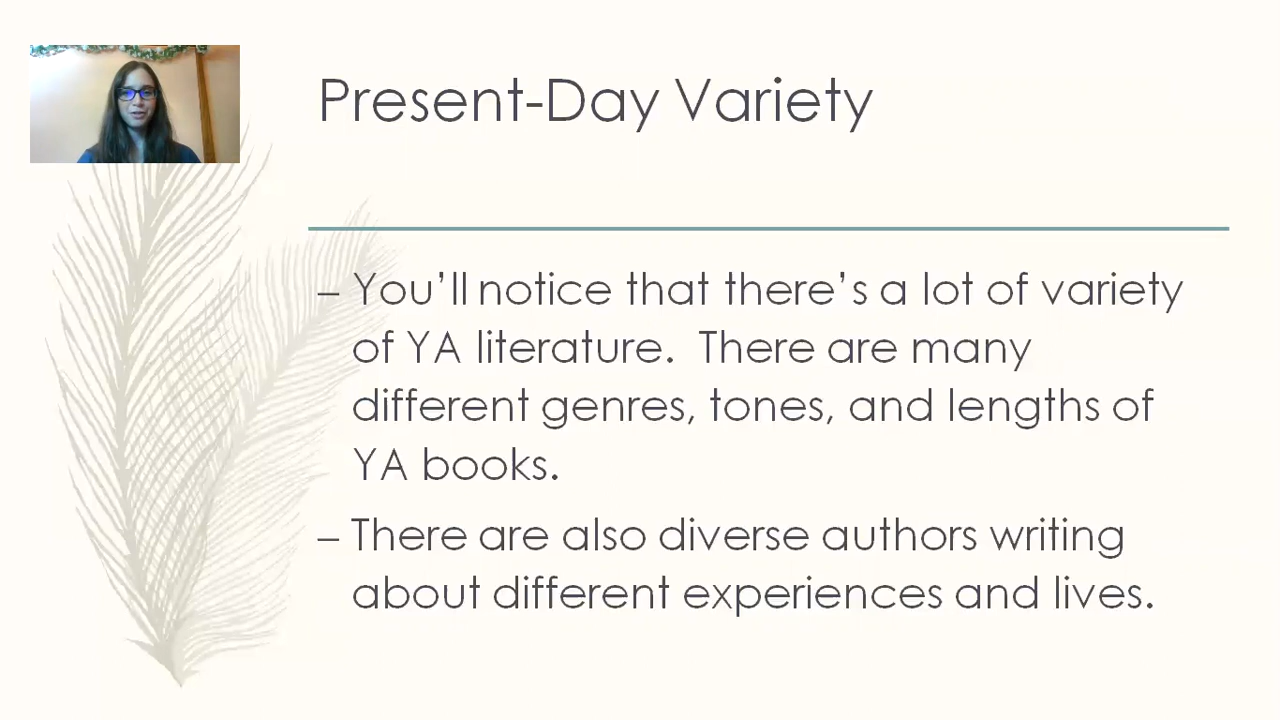 Present-Day Variety
– You’ll notice that there’s a lot of variety
of YA literature.  There are many
different genres, tones, and lengths of
YA books.
– There are also diverse authors writing
about different experiences and lives.